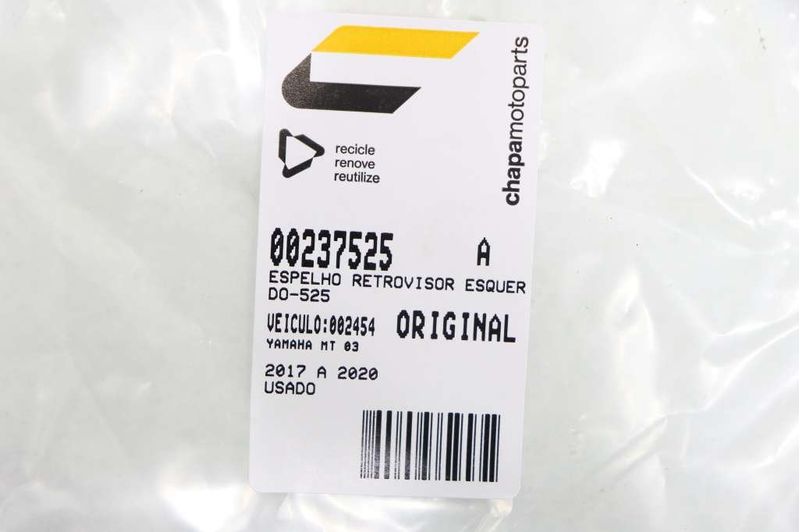 chapamotoparts
recicle
renove
reutilize
00237525 A
ESPELHO RETROVISOR ESQUER
DO-525
VEICULO:002454 ORIGINAL
YAMAHA MT 03
2017 A 2020
USADO